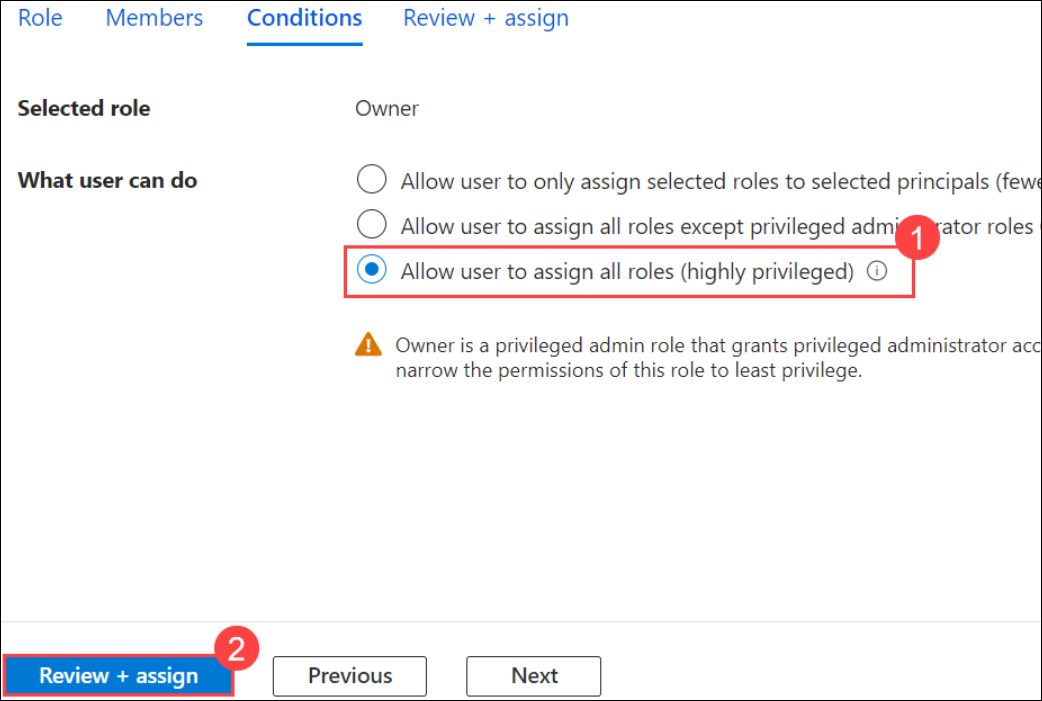 Role Members Conditions Review + assign
Selected role Owner
What user can do
Allow user to only assign selected roles to selected principals (fewe
Allow user to assign all roles except privileged adm rator roles
1
Allow user to assign all roles (highly privileged)
Owner is a privileged admin role that grants privileged administrator acc
narrow the permissions of this role to least privilege.
2
Review + assign Previous Next